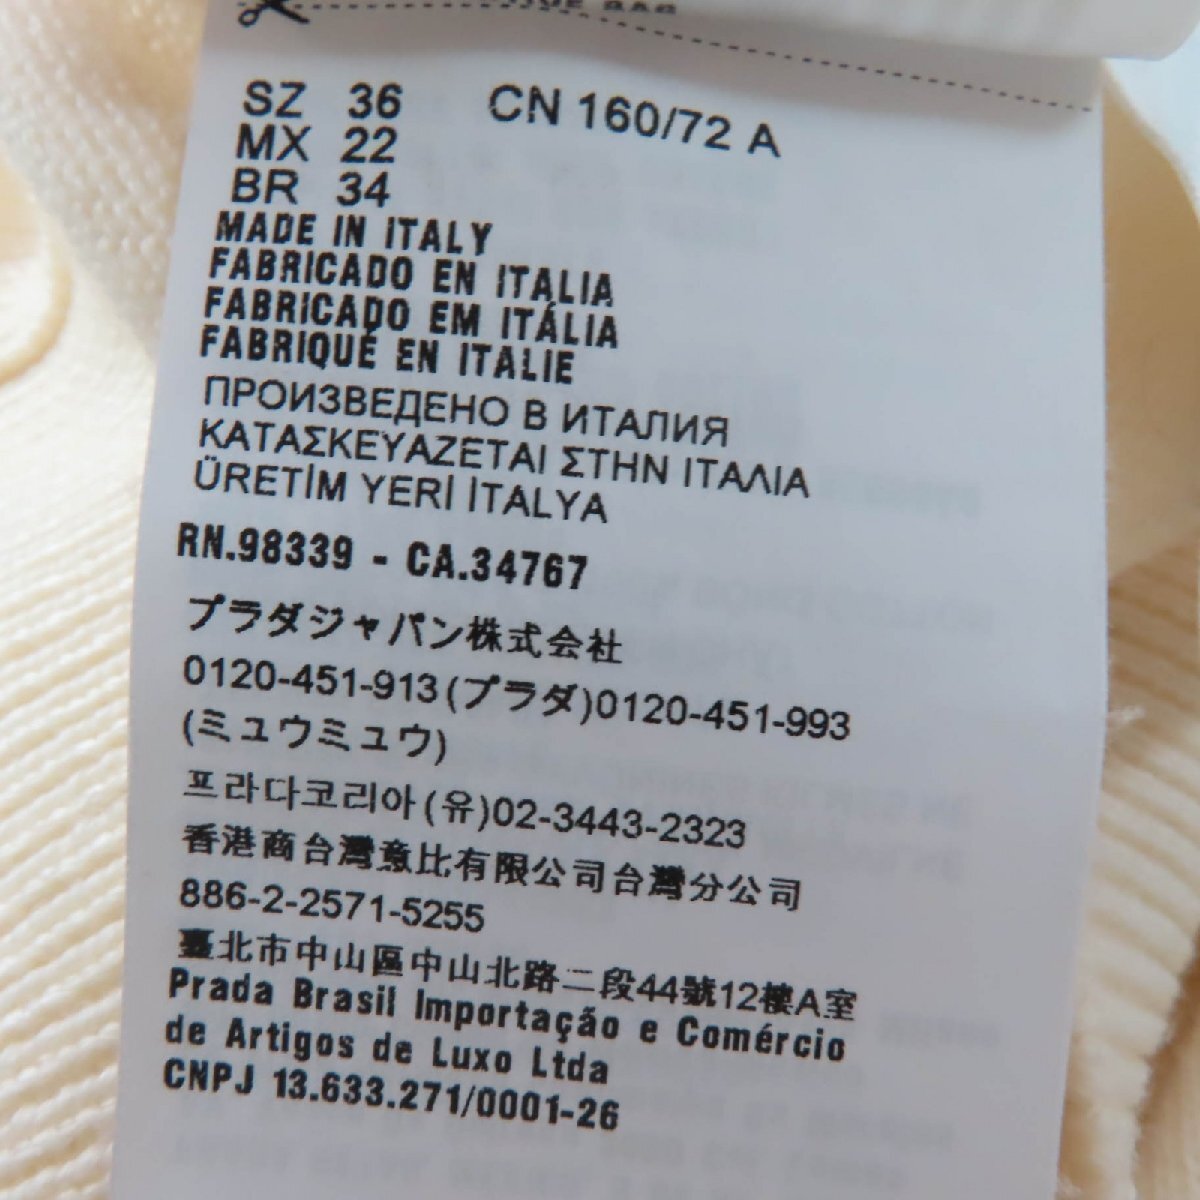 SZ 36 CN 160/72 A
MX 22
BR 34
MADE IN ITALY
FABRICADO EN ITALIA
FABRICADO EM ITÁLIA
FABRIQUÉ EN ITALIE
ПРОИЗВЕДЕНО В ИТАЛИЯ
ΚΑΤΑΣΚΕΥΑΖΕΤΑΙ ΣΤΗΝ ΙΤΑΛΙΑ
ÜRETİM YERİ İTALYA
RN.98339 - CA.34767
プラダジャパン株式会社
0120-451-913(プラダ)0120-451-993
(ミュウミュウ)
프라다코리아(유)02-3443-2323
香港商台灣意比有限公司台灣分公司
886-2-2571-5255
臺北市中山區中山北路二段44號12樓A室
Prada Brasil Importação e Comércio
de Artigos de Luxo Ltda
CNPJ 13.633.271/0001-26